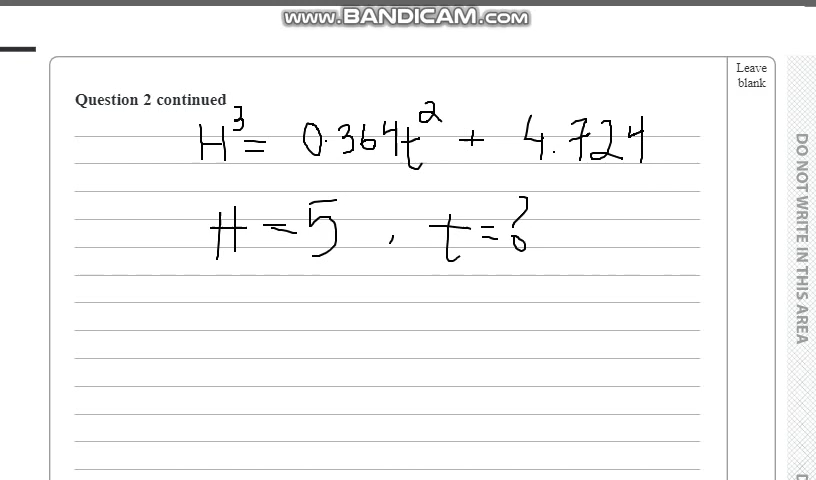 www.BANDICAM.com
Leave
blank
Question 2 continued
H³ = 0.364t² + 4.724
H = 5 , t = ?
DO NOT WRITE IN THIS AREA